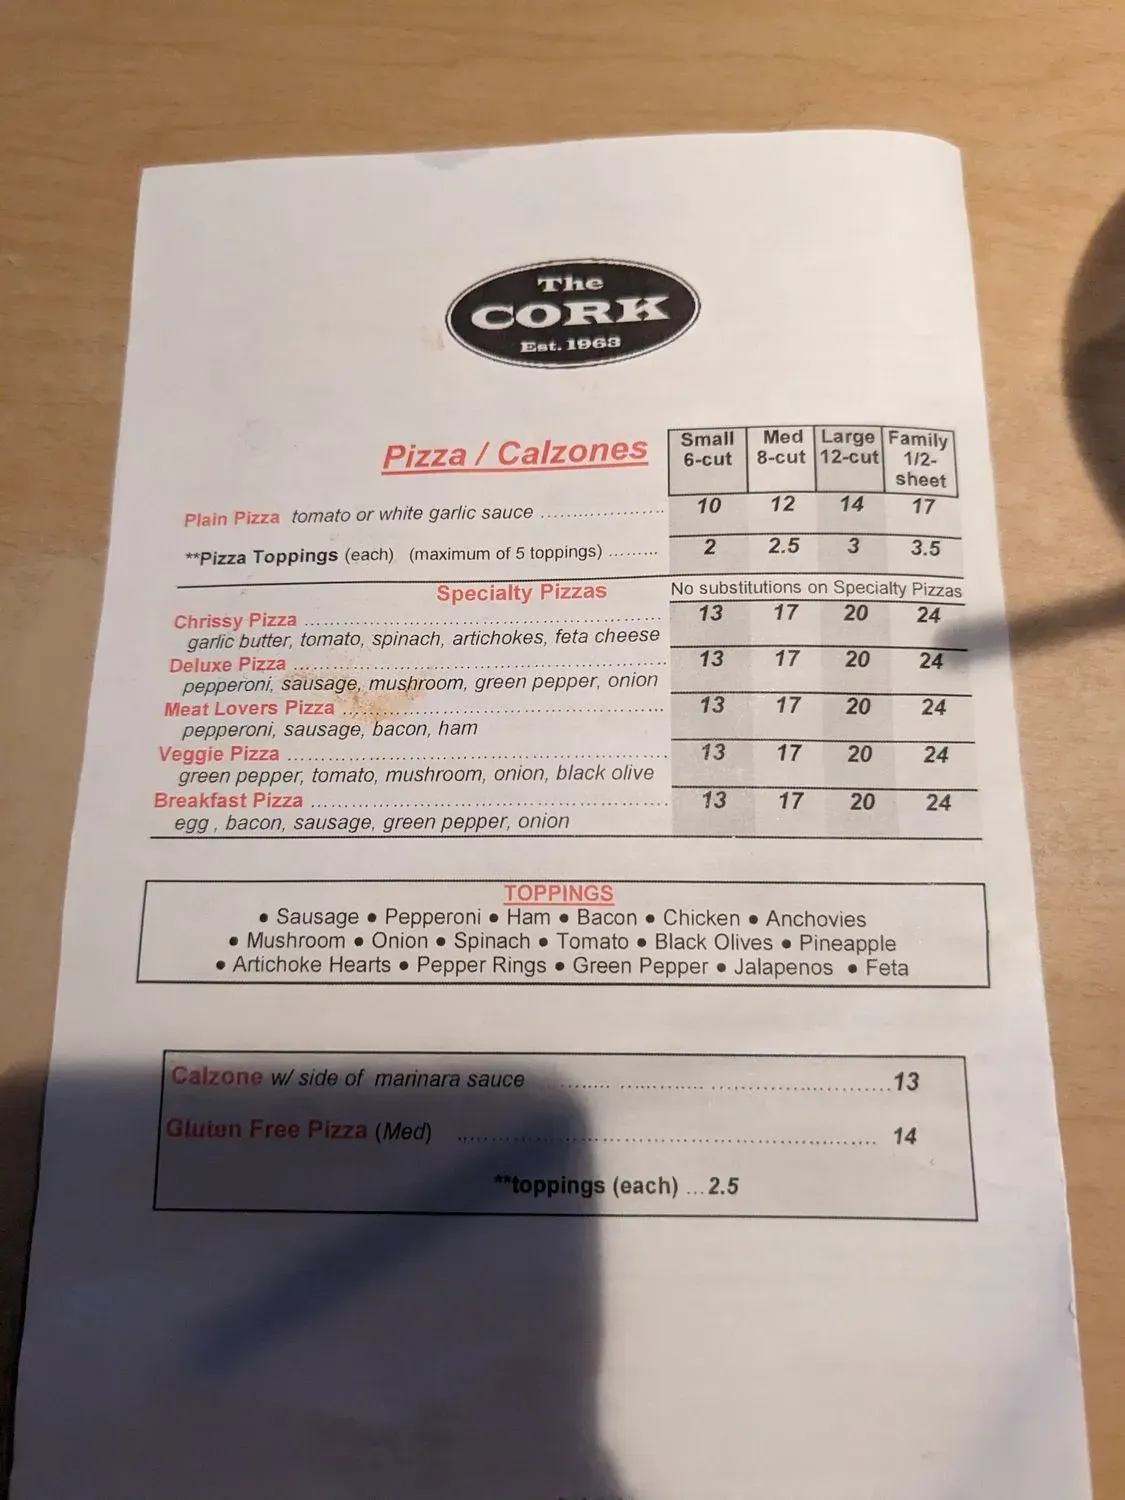 The
CORK
Est. 1963
Pizza / Calzones
Small Med Large Family
6-cut 8-cut 12-cut 1/2-
sheet
Plain Pizza tomato or white garlic sauce ..................... 10 12 14 17
**Pizza Toppings (each) (maximum of 5 toppings) ......... 2 2.5 3 3.5
Specialty Pizzas No substitutions on Specialty Pizzas
Chrissy Pizza ...................................................... 13 17 20 24
garlic butter, tomato, spinach, artichokes, feta cheese
Deluxe Pizza ........................................................ 13 17 20 24
pepperoni, sausage, mushroom, green pepper, onion
Meat Lovers Pizza ................................................. 13 17 20 24
pepperoni, sausage, bacon, ham
Veggie Pizza ......................................................... 13 17 20 24
green pepper, tomato, mushroom, onion, black olive
Breakfast Pizza ...................................................... 13 17 20 24
egg , bacon, sausage, green pepper, onion
TOPPINGS
• Sausage • Pepperoni • Ham • Bacon • Chicken • Anchovies
• Mushroom • Onion • Spinach • Tomato • Black Olives • Pineapple
• Artichoke Hearts • Pepper Rings • Green Pepper • Jalapenos • Feta
Calzone w/ side of marinara sauce .......... .............. ............................13
Gluten Free Pizza (Med) ................................................................ 14
**toppings (each) ... 2.5